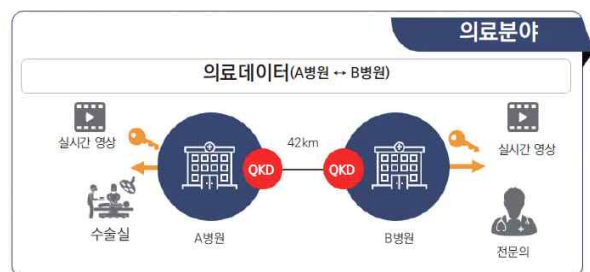 의료분야
의료데이터(A병원 ↔ B병원)
실시간 영상
42km
실시간 영상
QKD
QKD
수술실
A병원
B병원
전문의